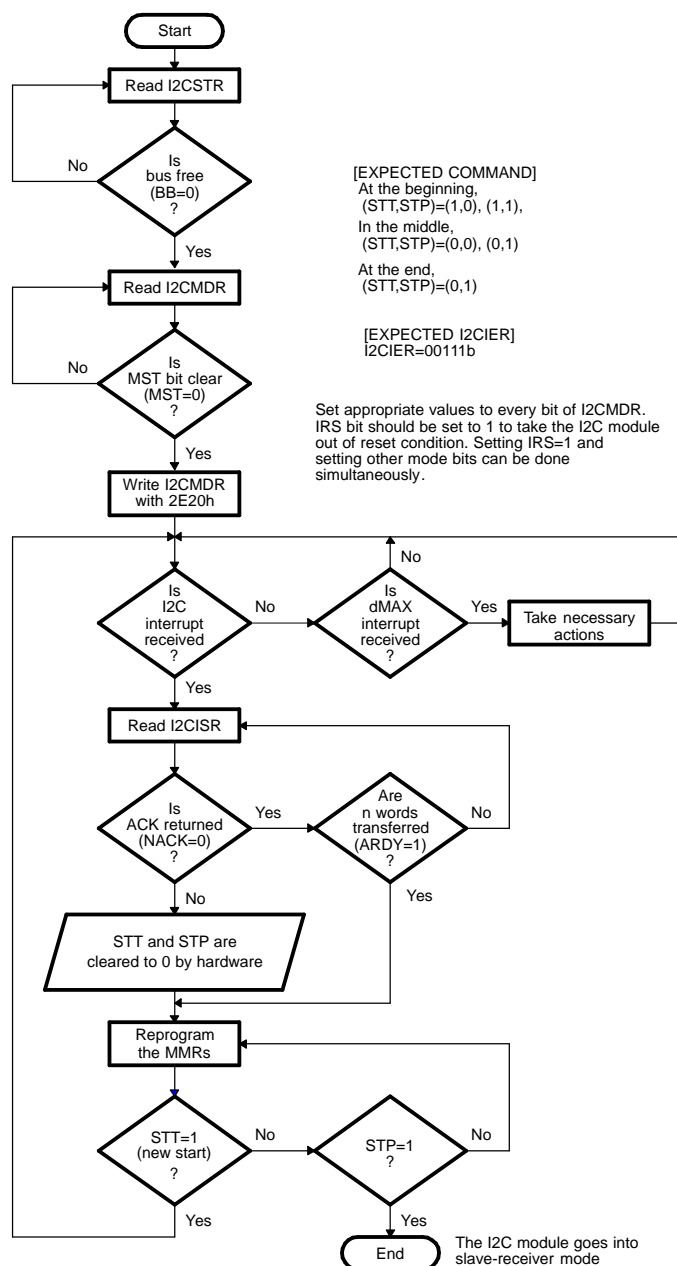 Start
Read I2CSTR
Is
bus free
(BB=0)
?
No
Yes
[EXPECTED COMMAND]
At the beginning,
(STT,STP)=(1,0), (1,1),
In the middle,
(STT,STP)=(0,0), (0,1)
At the end,
(STT,STP)=(0,1)
[EXPECTED I2CIER]
I2CIER=00111b
Read I2CMDR
Is
MST bit clear
(MST=0)
?
No
Yes
Set appropriate values to every bit of I2CMDR.
IRS bit should be set to 1 to take the I2C module
out of reset condition. Setting IRS=1 and
setting other mode bits can be done
simultaneously.
Write I2CMDR
with 2E20h
Is
I2C
interrupt
received
?
No
Yes
Is
dMAX
interrupt
received
?
No
Yes
Take necessary
actions
Read I2CISR
Is
ACK returned
(NACK=0)
?
Yes
No
Are
n words
transferred
(ARDY=1)
?
No
Yes
STT and STP are
cleared to 0 by hardware
Reprogram
the MMRs
STT=1
(new start)
?
No
Yes
STP=1
?
No
Yes
End
The I2C module goes into
slave-receiver mode